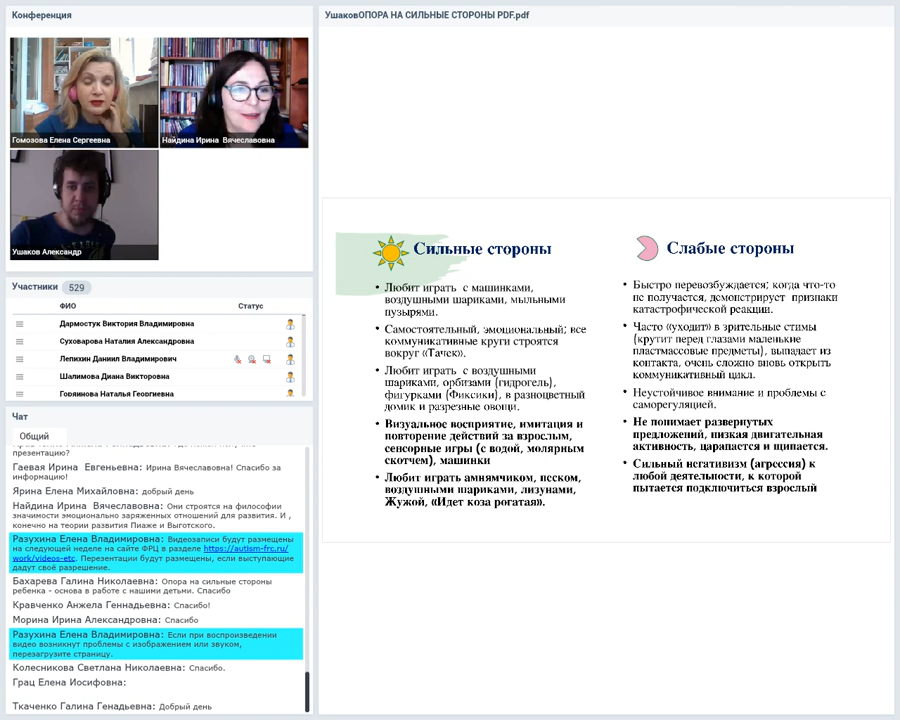 Конференция
Гомозова Елена Сергеевна
Найдина Ирина Вячеславовна
Ушаков Александр
Участники 529
ФИО Статус
Дармостук Виктория Владимировна
Суховарова Наталия Александровна
Лепихин Даниил Владимирович
Шалимова Диана Викторовна
Горяинова Наталья Георгиевна
Чат
Общий
презентацию?
Гаевая Ирина Евгеньевна: Ирина Вячеславовна! Спасибо за
информацию!
Ярина Елена Михайловна: добрый день
Найдина Ирина Вячеславовна: Они строятся на философии
значимости эмоционально заряженных отношений для развития. И ,
конечно на теории развития Пиаже и Выготского.
Разухина Елена Владимировна: Видеозаписи будут размещены
на следующей неделе на сайте ФРЦ в разделе https://autism-frc.ru/
work/videos-etc. Перезентации будут размещены, если выступающие
дадут своё разрешение.
Бахарева Галина Николаевна: Опора на сильные стороны
ребенка - основа в работе с нашими детьми. Спасибо
Кравченко Анжела Геннадьевна: Спасибо!
Морина Ирина Александровна: Спасибо
Разухина Елена Владимировна: Если при воспроизведении
видео возникнут проблемы с изображением или звуком,
перезагрузите страницу.
Колесникова Светлана Николаевна: Спасибо.
Грац Елена Иосифовна:
Ткаченко Галина Генадьевна: Добрый день
УшаковОПОРА НА СИЛЬНЫЕ СТОРОНЫ PDF.pdf
Сильные стороны
• Любит играть с машинками,
воздушными шариками, мыльными
пузырями.
• Самостоятельный, эмоциональный; все
коммуникативные круги строятся
вокруг «Тачек».
• Любит играть с воздушными
шариками, орбизами (гидрогель),
фигурками (Фиксики), в разноцветный
домик и разрезные овощи.
• Визуальное восприятие, имитация и
повторение действий за взрослым,
сенсорные игры (с водой, молярным
скотчем), машинки
• Любит играть амнямчиком, песком,
воздушными шариками, лизунами,
Жужой, «Идет коза рогатая».
Слабые стороны
• Быстро перевозбуждается; когда что-то
не получается, демонстрирует признаки
катастрофической реакции.
• Часто «уходит» в зрительные стимы
(крутит перед глазами маленькие
пластмассовые предметы), выпадает из
контакта, очень сложно вновь открыть
коммуникативный цикл.
• Неустойчивое внимание и проблемы с
саморегуляцией.
• Не понимает развернутых
предложений, низкая двигательная
активность, царапается и щипается.
• Сильный негативизм (агрессия) к
любой деятельности, к которой
пытается подключиться взрослый